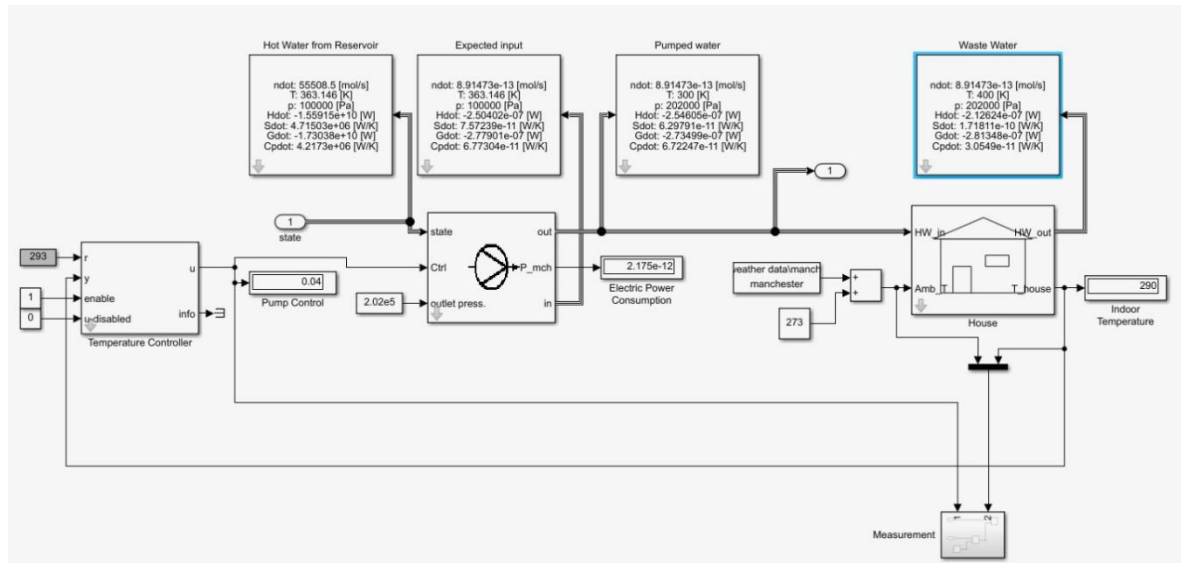 Hot Water from Reservoir
ndot: 55508.5 [mol/s]
T: 363.146 [K]
p: 100000 [Pa]
Hdot: -1.55915e+10 [W]
Sdot: 4.71503e+06 [W/K]
Gdot: -1.73038e+10 [W]
Cpdot: 4.2173e+06 [W/K]
Expected input
ndot: 8.91473e-13 [mol/s]
T: 363.146 [K]
p: 100000 [Pa]
Hdot: -2.50402e-07 [W]
Sdot: 7.57239e-11 [W/K]
Gdot: -2.77901e-07 [W]
Cpdot: 6.77304e-11 [W/K]
Pumped water
ndot: 8.91473e-13 [mol/s]
T: 300 [K]
p: 202000 [Pa]
Hdot: -2.54605e-07 [W]
Sdot: 6.29791e-11 [W/K]
Gdot: -2.73499e-07 [W]
Cpdot: 6.72247e-11 [W/K]
Waste Water
ndot: 8.91473e-13 [mol/s]
T: 400 [K]
p: 202000 [Pa]
Hdot: -2.12624e-07 [W]
Sdot: 1.71811e-10 [W/K]
Gdot: -2.81348e-07 [W]
Cpdot: 3.0549e-11 [W/K]
1
state
1
293
1
0
r
y
enable
u-disabled
u
info
Temperature Controller
0.04
Pump Control
2.02e5
state
Ctrl
outlet press.
out
P_mch
in
2.175e-12
Electric Power
Consumption
weather data\manch
manchester
273
+
+
HW_in
Amb_T
HW_out
T_house
House
290
Indoor
Temperature
Measurement
1
2